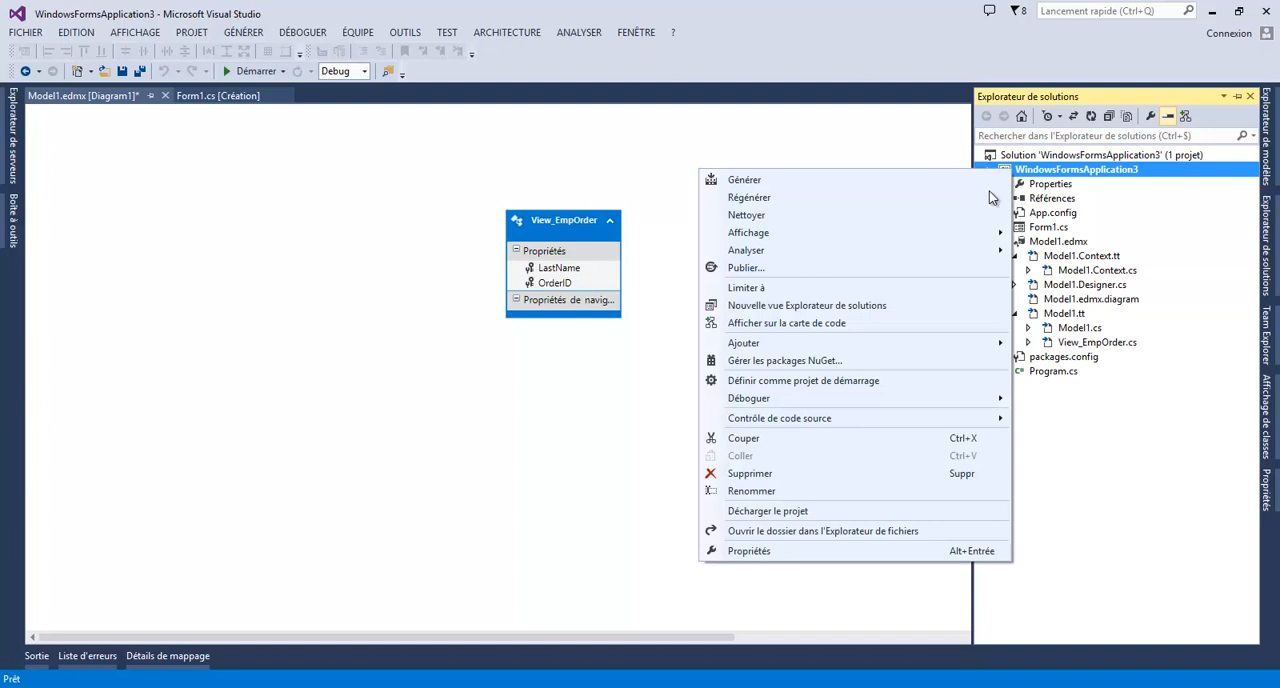 WindowsFormsApplication3 - Microsoft Visual Studio
8
Lancement rapide (Ctrl+Q)
FICHIER EDITION AFFICHAGE PROJET GÉNÉRER DÉBOGUER ÉQUIPE OUTILS TEST ARCHITECTURE ANALYSER FENÊTRE ?
Connexion
Démarrer Debug
Model1.edmx [Diagram1]* Form1.cs [Création]
Explorateur de serveurs
Boîte à outils
View_EmpOrder
Propriétés
LastName
OrderID
Propriétés de navig...
Générer
Régénérer
Nettoyer
Affichage
Analyser
Publier...
Limiter à
Nouvelle vue Explorateur de solutions
Afficher sur la carte de code
Ajouter
Gérer les packages NuGet...
Définir comme projet de démarrage
Déboguer
Contrôle de code source
Couper Ctrl+X
Coller Ctrl+V
Supprimer Suppr
Renommer
Décharger le projet
Ouvrir le dossier dans l'Explorateur de fichiers
Propriétés Alt+Entrée
Explorateur de solutions
Rechercher dans l'Explorateur de solutions (Ctrl+$)
Solution 'WindowsFormsApplication3' (1 projet)
WindowsFormsApplication3
Properties
Références
App.config
Form1.cs
Model1.edmx
Model1.Context.tt
Model1.Context.cs
Model1.Designer.cs
Model1.edmx.diagram
Model1.tt
Model1.cs
View_EmpOrder.cs
packages.config
Program.cs
Explorateur de modèles
Explorateur de solutions
Team Explorer
Affichage de classes
Propriétés
Sortie Liste d'erreurs Détails de mappage
Prêt